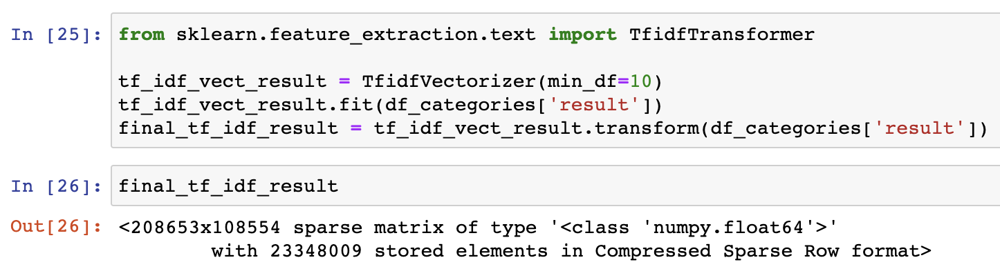 In [25]: from sklearn.feature_extraction.text import TfidfTransformer
tf_idf_vect_result = TfidfVectorizer(min_df=10)
tf_idf_vect_result.fit(df_categories['result'])
final_tf_idf_result = tf_idf_vect_result.transform(df_categories['result'])
In [26]: final_tf_idf_result
Out[26]: <208653x108554 sparse matrix of type '<class 'numpy.float64'>'
with 23348009 stored elements in Compressed Sparse Row format>